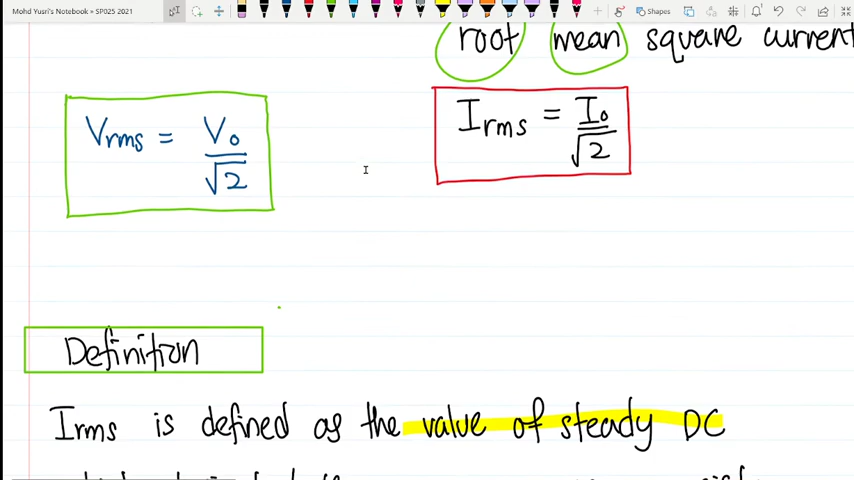 Mohd Yusri's Notebook » SP025 2021
Shapes
root mean square current
Vrms = V₀/√2
Irms = I₀/√2
Definition
Irms is defined as the value of steady DC